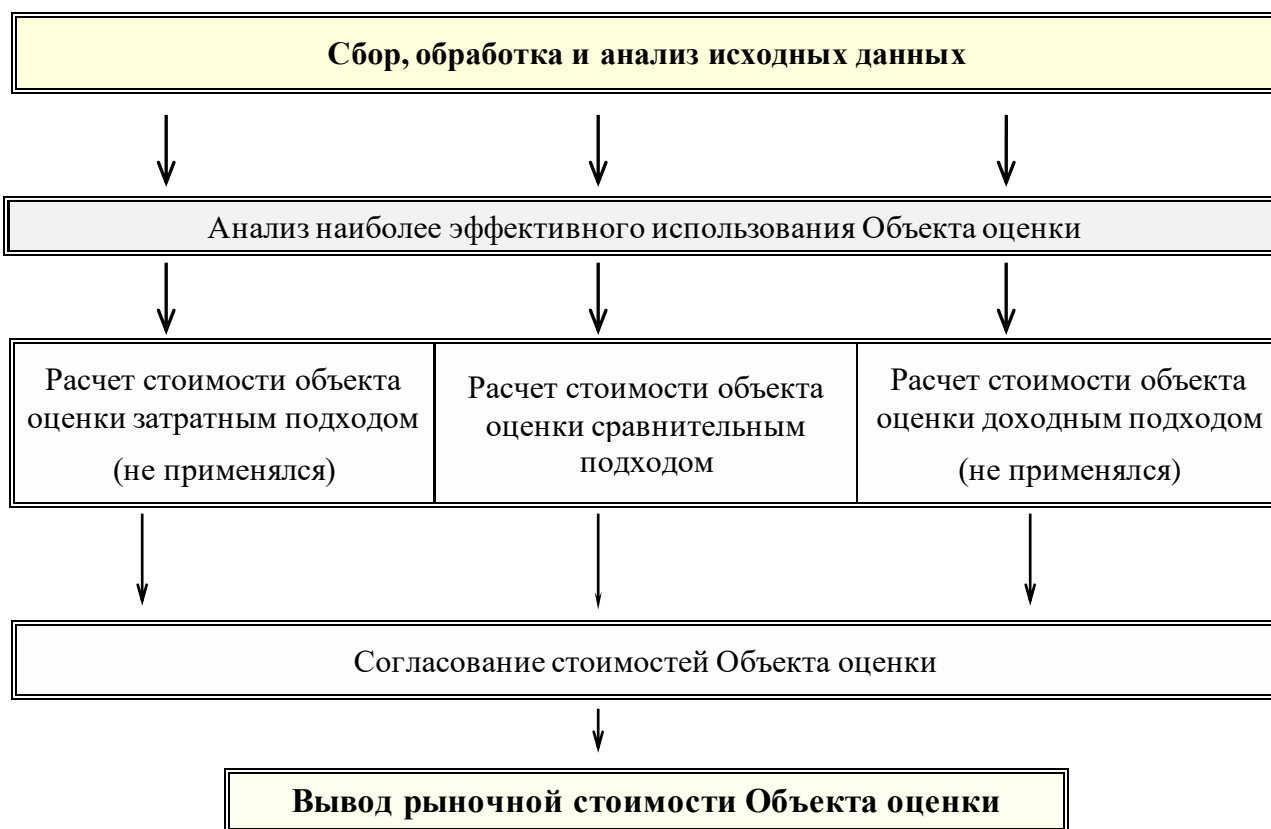 Сбор, обработка и анализ исходных данных
Анализ наиболее эффективного использования Объекта оценки
Расчет стоимости объекта
оценки затратным подходом
(не применялся)
Расчет стоимости объекта
оценки сравнительным
подходом
Расчет стоимости объекта
оценки доходным подходом
(не применялся)
Согласование стоимостей Объекта оценки
Вывод рыночной стоимости Объекта оценки